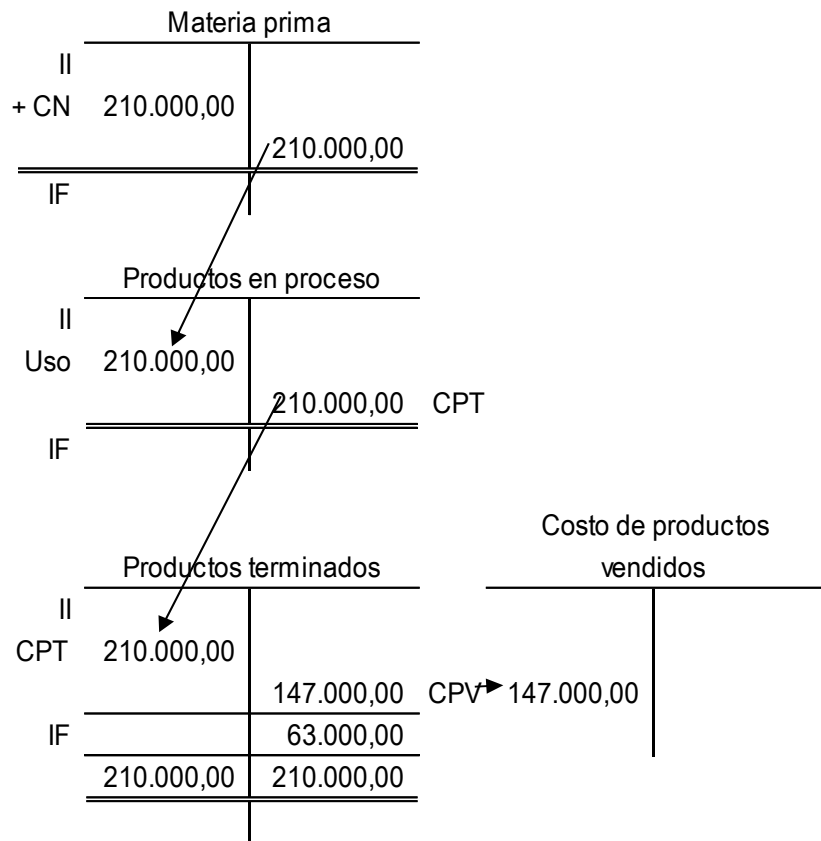 Materia prima
II
+ CN 210.000,00
210.000,00
IF
Productos en proceso
II
Uso 210.000,00
210.000,00 CPT
IF
Costo de productos
Productos terminados vendidos
II
CPT 210.000,00
147.000,00 CPV 147.000,00
IF 63.000,00
210.000,00 210.000,00